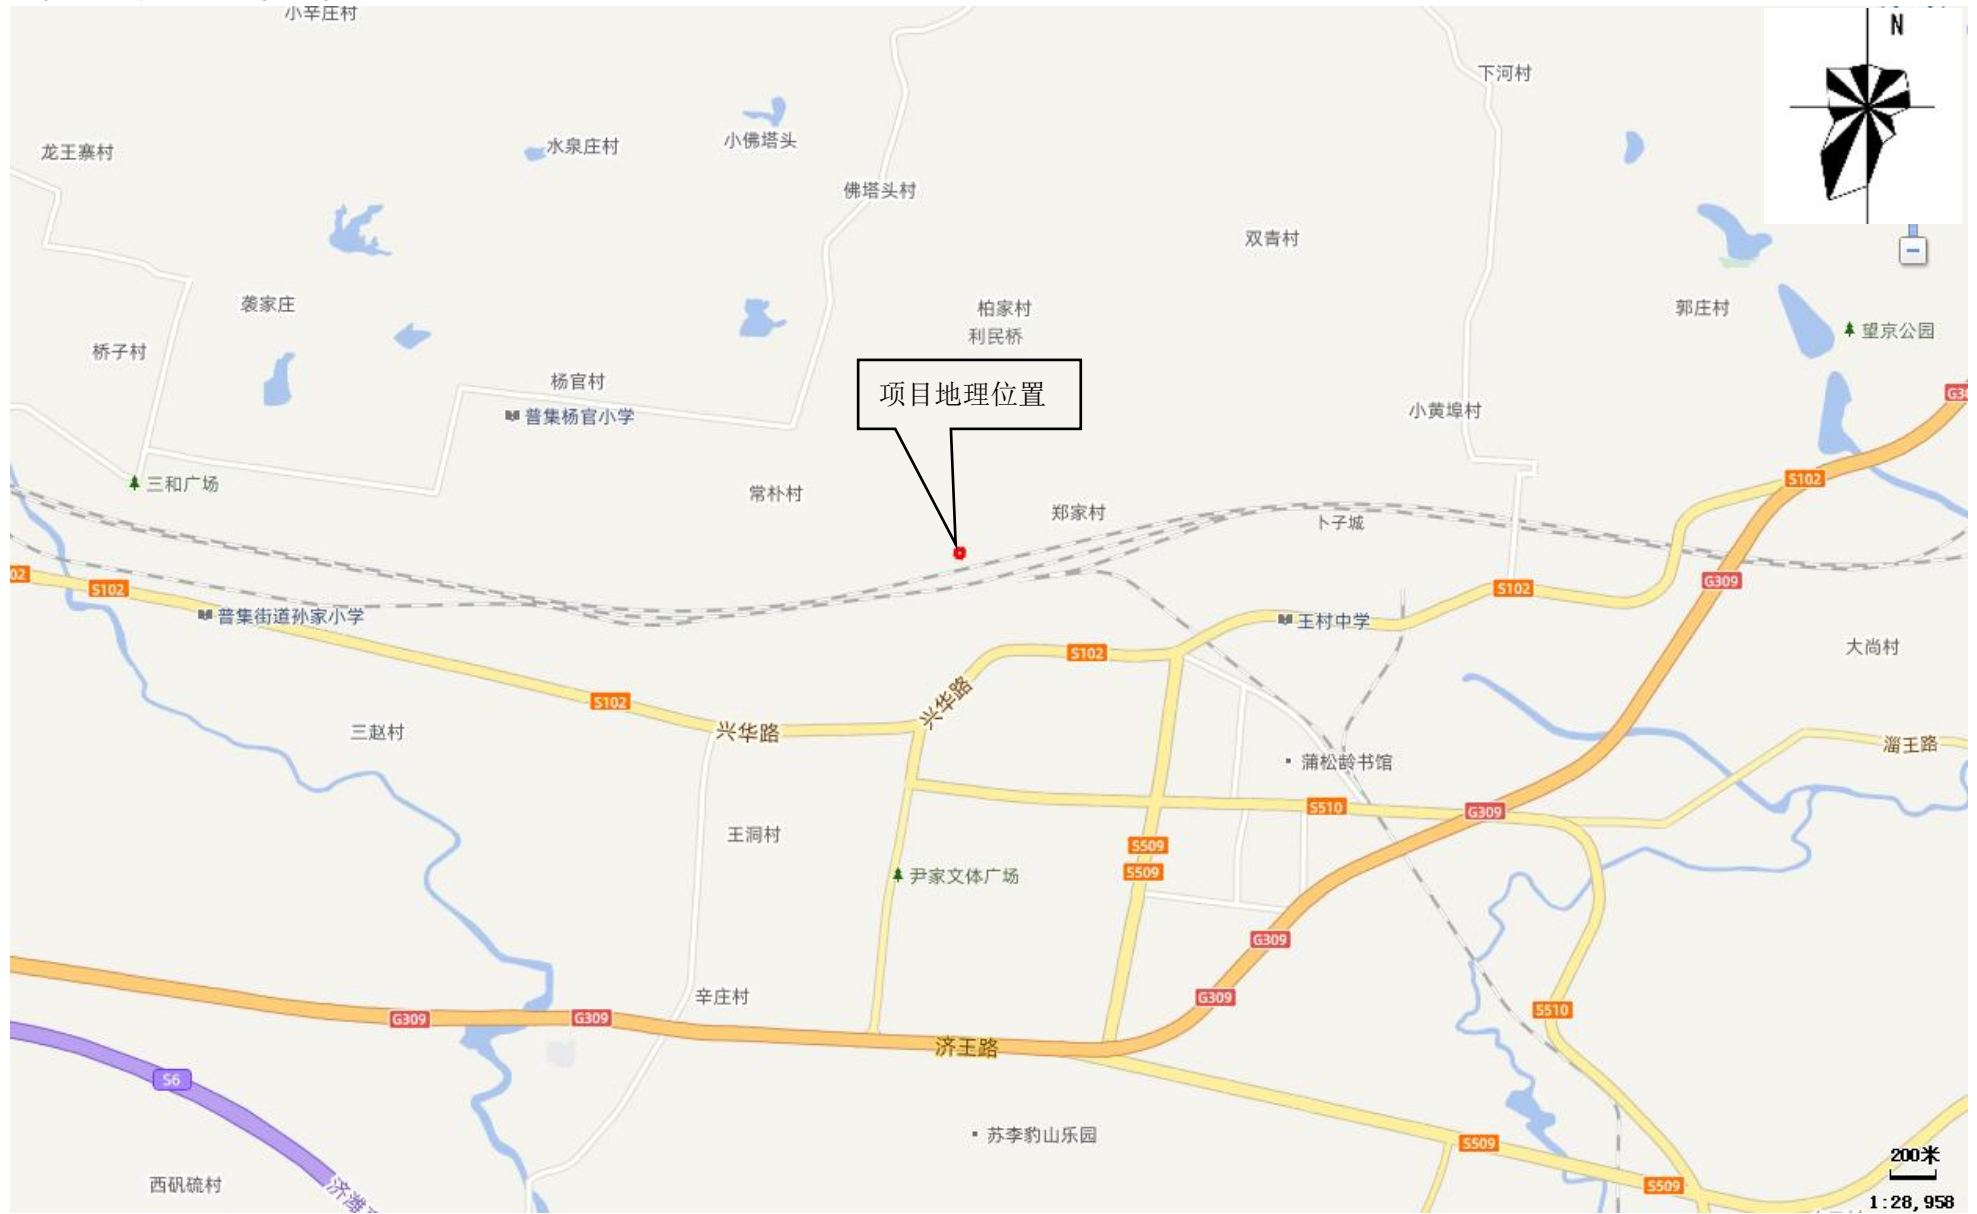 小辛庄村
N
下河村
龙王寨村
水泉庄村
小佛塔头
佛塔头村
双青村
袭家庄
柏家村
利民桥
郭庄村
望京公园
桥子村
杨官村
项目地理位置
普集杨官小学
小黄埠村
三和广场
常朴村
郑家村
卜子城
S102
G309
S102
S102
普集街道孙家小学
王村中学
大尚村
S102
S102
兴华路
兴华路
三赵村
淄王路
蒲松龄书馆
S510
G309
王洞村
S509
S509
尹家文体广场
G309
辛庄村
G309
S510
G309
G309
济王路
S6
苏李豹山乐园
S509
200米
西矾硫村
济潍
S509
1:28,958